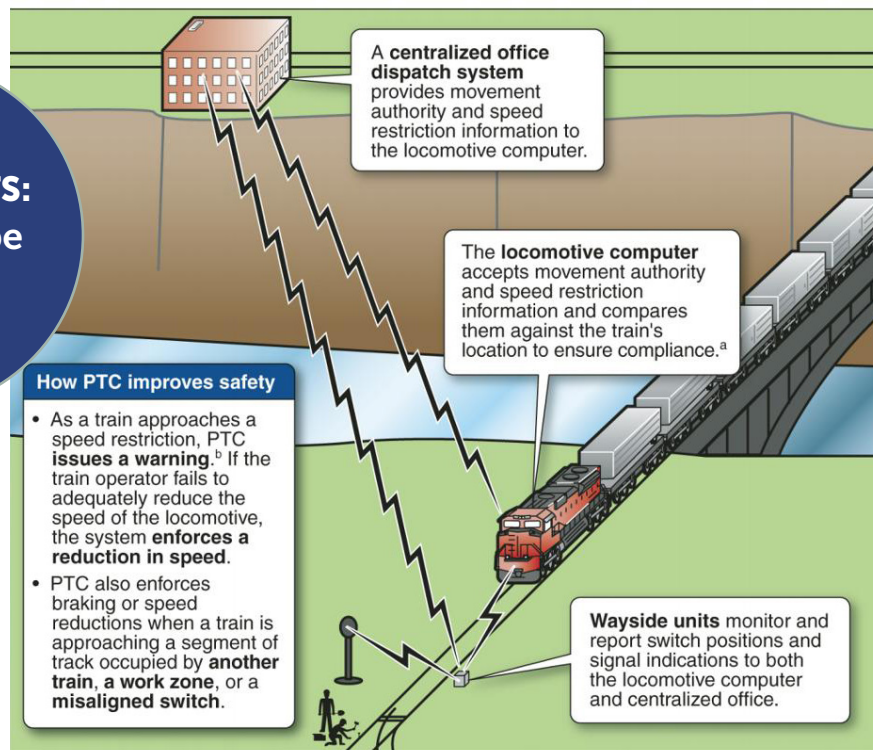 A centralized office
dispatch system
provides movement
authority and speed
restriction information to
the locomotive computer.
The locomotive computer
accepts movement authority
and speed restriction
information and compares
them against the train's
location to ensure compliance.ᵃ
How PTC improves safety
• As a train approaches a
speed restriction, PTC
issues a warning.ᵇ If the
train operator fails to
adequately reduce the
speed of the locomotive,
the system enforces a
reduction in speed.
• PTC also enforces
braking or speed
reductions when a train is
approaching a segment of
track occupied by another
train, a work zone, or a
misaligned switch.
Wayside units monitor and
report switch positions and
signal indications to both
the locomotive computer
and centralized office.